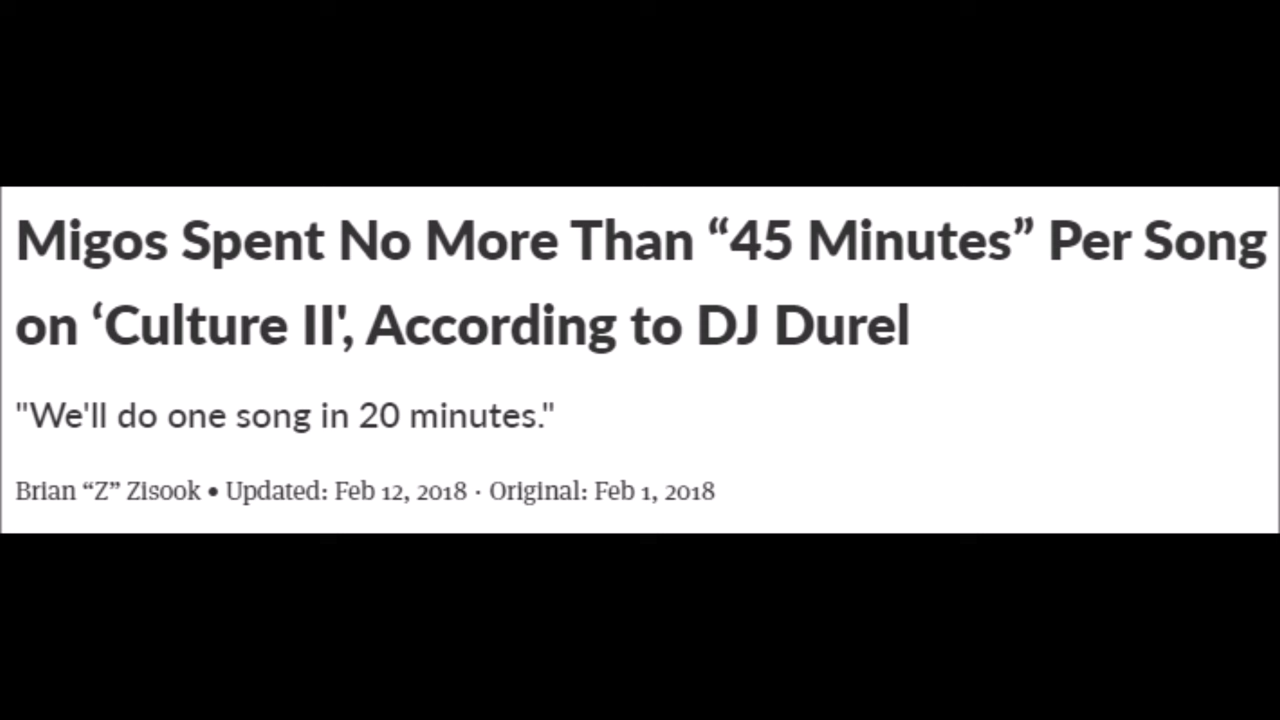 Migos Spent No More Than “45 Minutes” Per Song
on ‘Culture II', According to DJ Durel
"We'll do one song in 20 minutes."
Brian “Z” Zisook • Updated: Feb 12, 2018 · Original: Feb 1, 2018